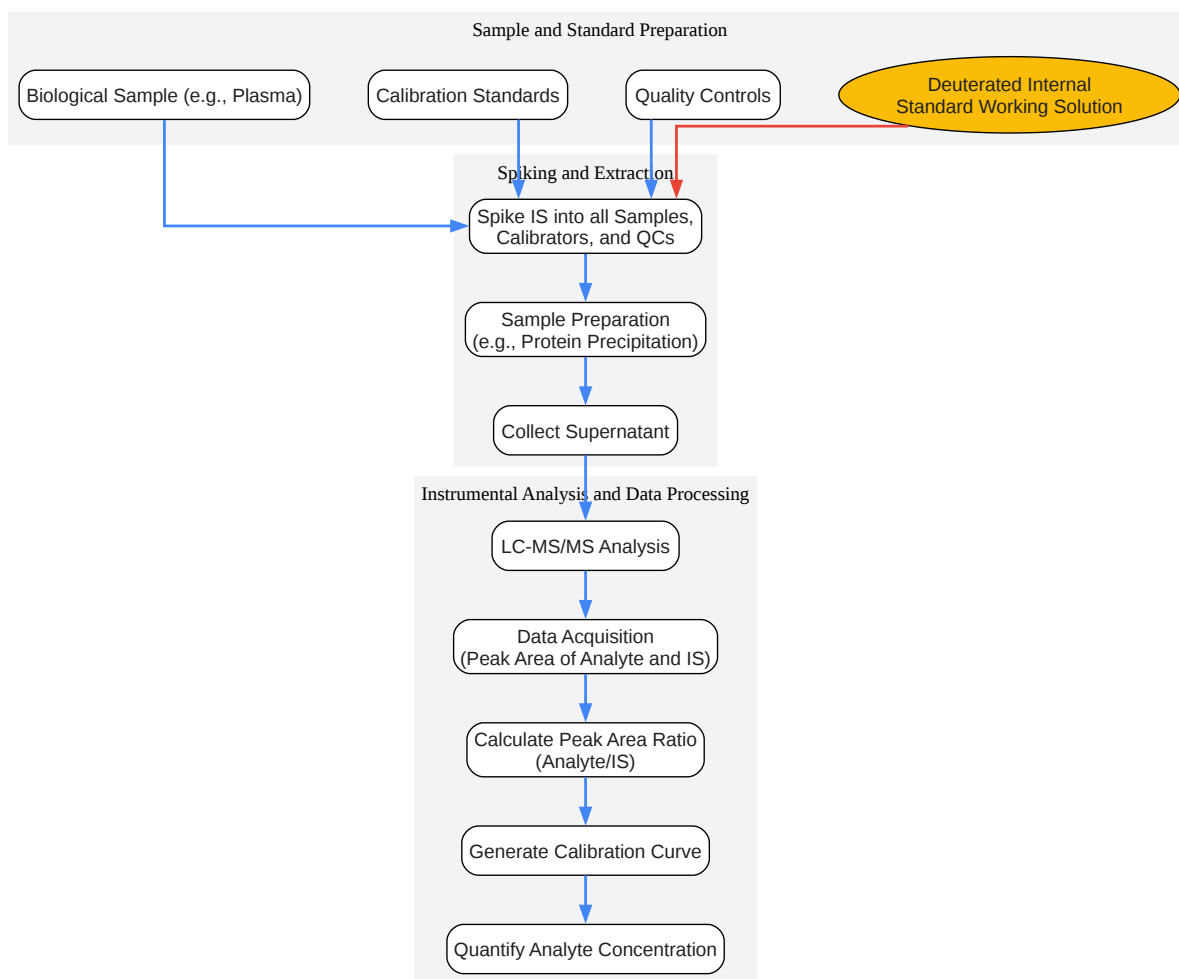 Sample and Standard Preparation
Biological Sample (e.g., Plasma)
Calibration Standards
Quality Controls
Deuterated Internal
Standard Working Solution
Spiking and Extraction
Spike IS into all Samples,
Calibrators, and QCs
Sample Preparation
(e.g., Protein Precipitation)
Collect Supernatant
Instrumental Analysis and Data Processing
LC-MS/MS Analysis
Data Acquisition
(Peak Area of Analyte and IS)
Calculate Peak Area Ratio
(Analyte/IS)
Generate Calibration Curve
Quantify Analyte Concentration